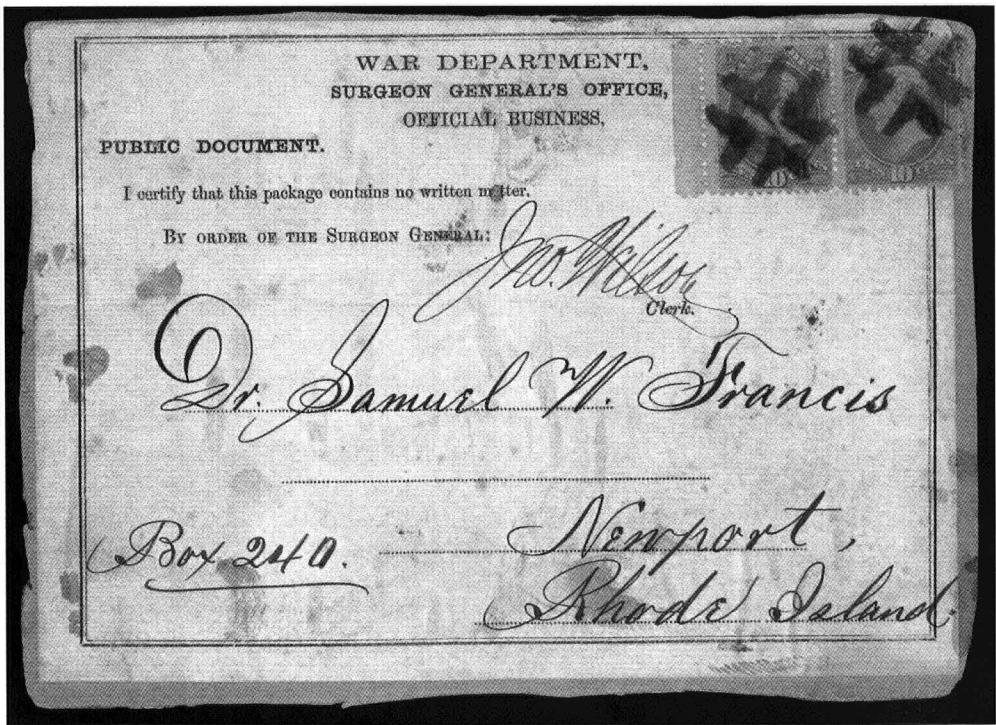 WAR DEPARTMENT,
SURGEON GENERAL'S OFFICE,
OFFICIAL BUSINESS,
PUBLIC DOCUMENT.
I certify that this package contains no written matter.
BY ORDER OF THE SURGEON GENERAL:
Jno. Wilson
Clerk.
Dr. Samuel W. Francis
Box 240.
Newport,
Rhode Island.